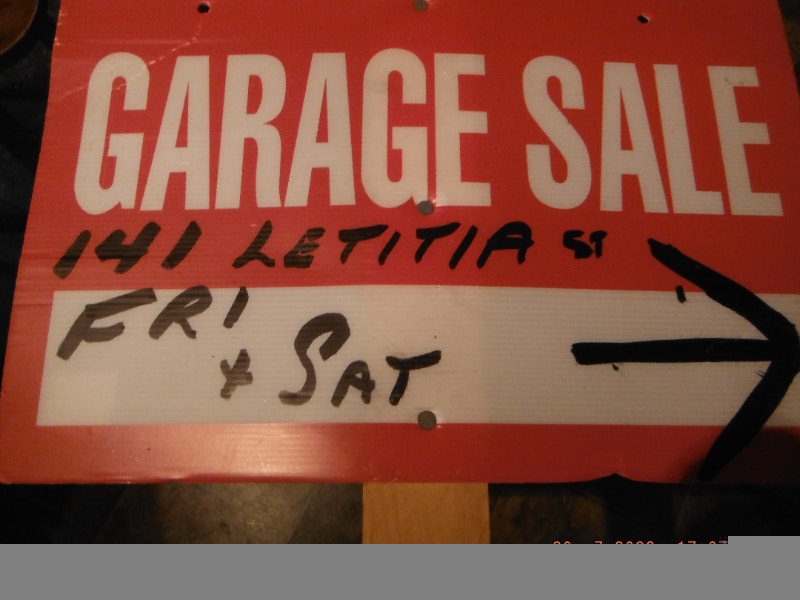 GARAGE SALE
141 LETITIA ST
FRI
& SAT